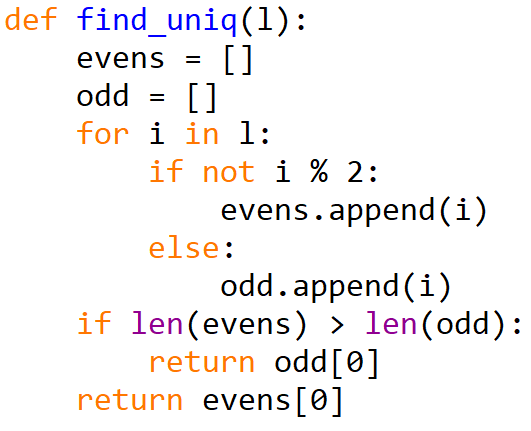 def find_uniq(l):
    evens = []
    odd = []
    for i in l:
        if not i % 2:
            evens.append(i)
        else:
            odd.append(i)
    if len(evens) > len(odd):
        return odd[0]
    return evens[0]